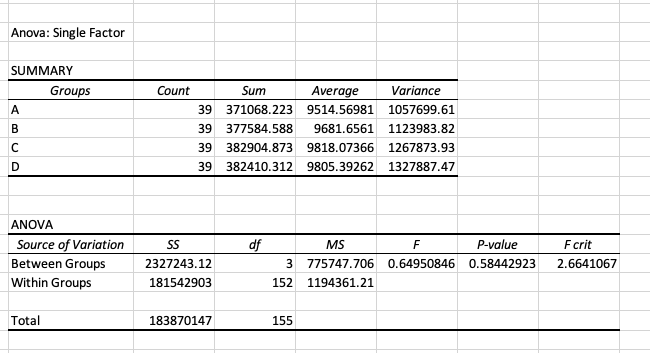 Anova: Single Factor
SUMMARY
Groups Count Sum Average Variance
A 39 371068.223 9514.56981 1057699.61
B 39 377584.588 9681.6561 1123983.82
C 39 382904.873 9818.07366 1267873.93
D 39 382410.312 9805.39262 1327887.47
ANOVA
Source of Variation SS df MS F P-value F crit
Between Groups 2327243.12 3 775747.706 0.64950846 0.58442923 2.6641067
Within Groups 181542903 152 1194361.21
Total 183870147 155